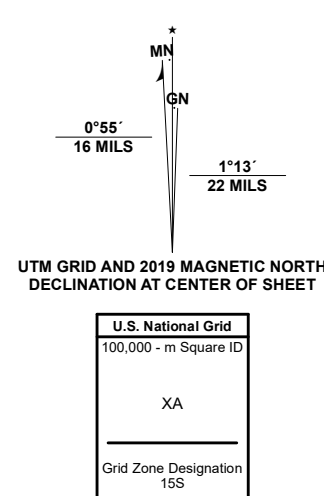 ★
MN
GN
0°55´
16 MILS
1°13´
22 MILS
UTM GRID AND 2019 MAGNETIC NORTH
DECLINATION AT CENTER OF SHEET
U.S. National Grid
100,000 - m Square ID
XA
Grid Zone Designation
15S